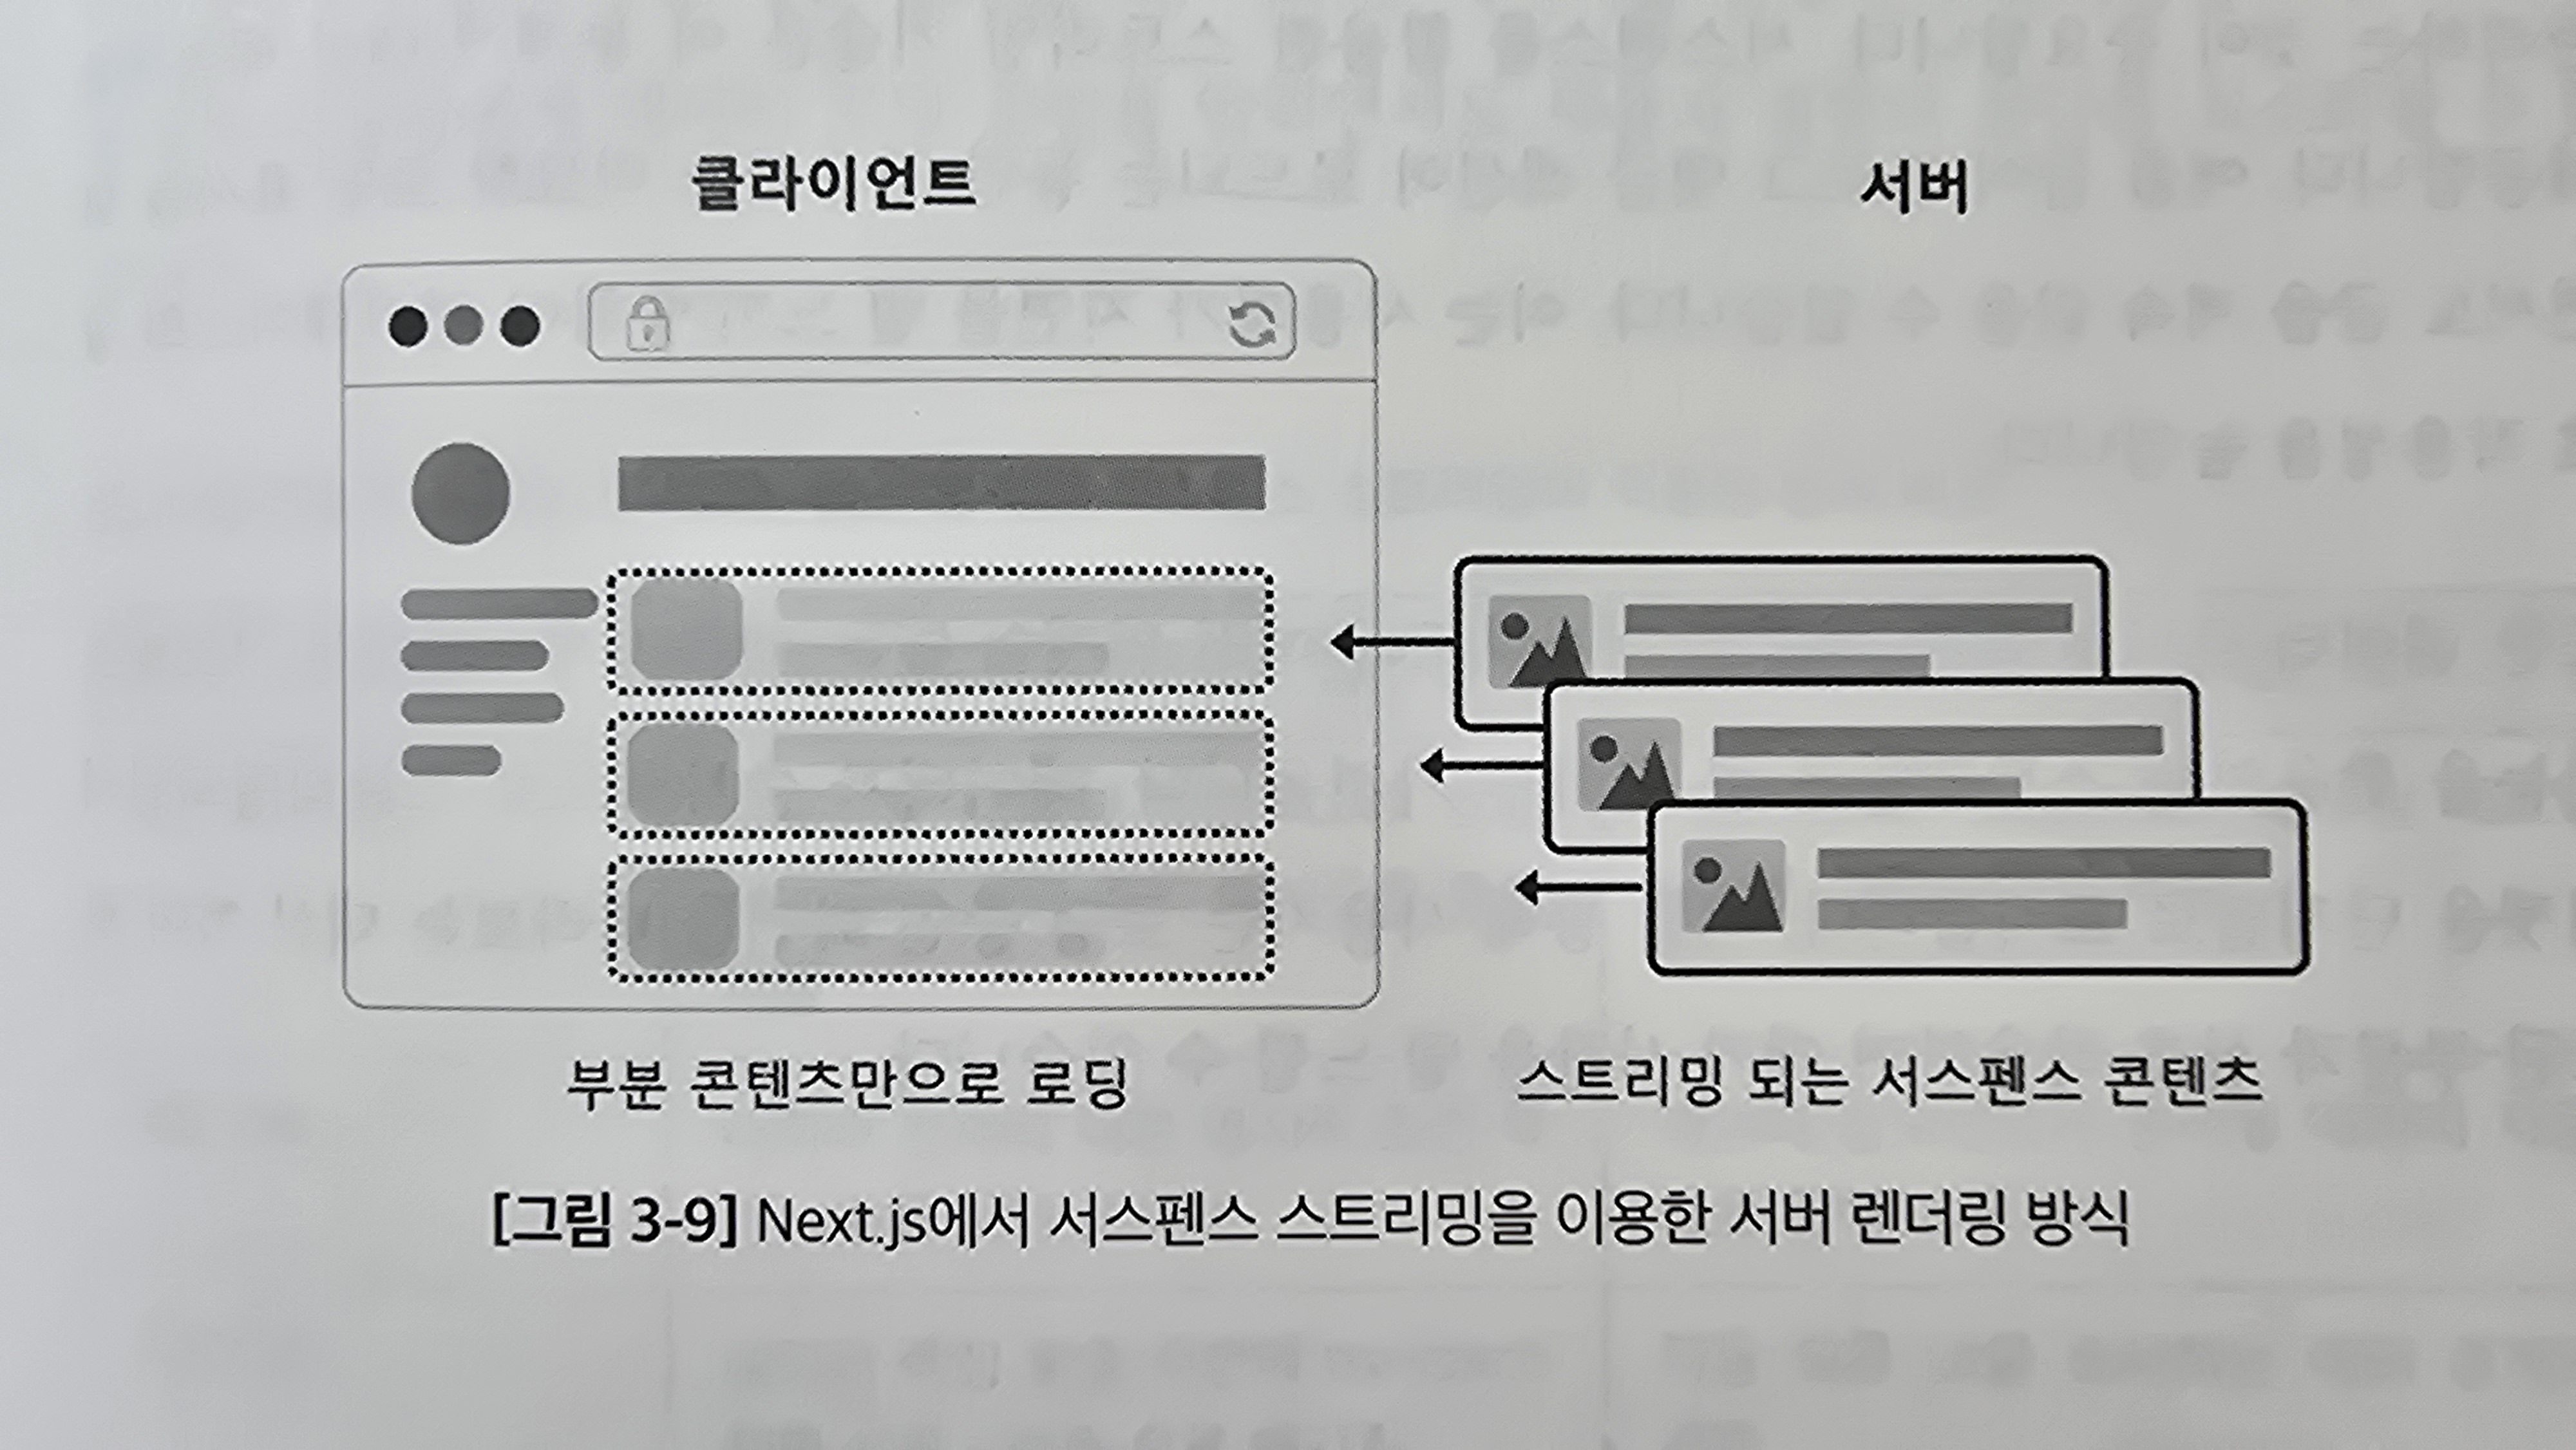 클라이언트
서버
부분 콘텐츠만으로 로딩
스트리밍 되는 서스펜스 콘텐츠
[그림 3-9] Next.js에서 서스펜스 스트리밍을 이용한 서버 렌더링 방식